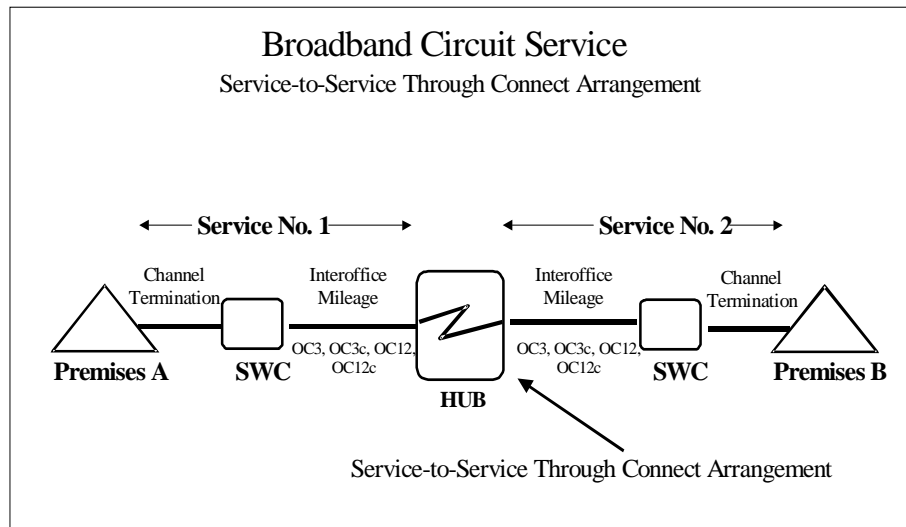 Broadband Circuit Service
Service-to-Service Through Connect Arrangement
Service No. 1
Service No. 2
Channel
Termination
Interoffice
Mileage
Interoffice
Mileage
Channel
Termination
OC3, OC3c, OC12,
OC12c
OC3, OC3c, OC12,
OC12c
Premises A
SWC
HUB
SWC
Premises B
Service-to-Service Through Connect Arrangement